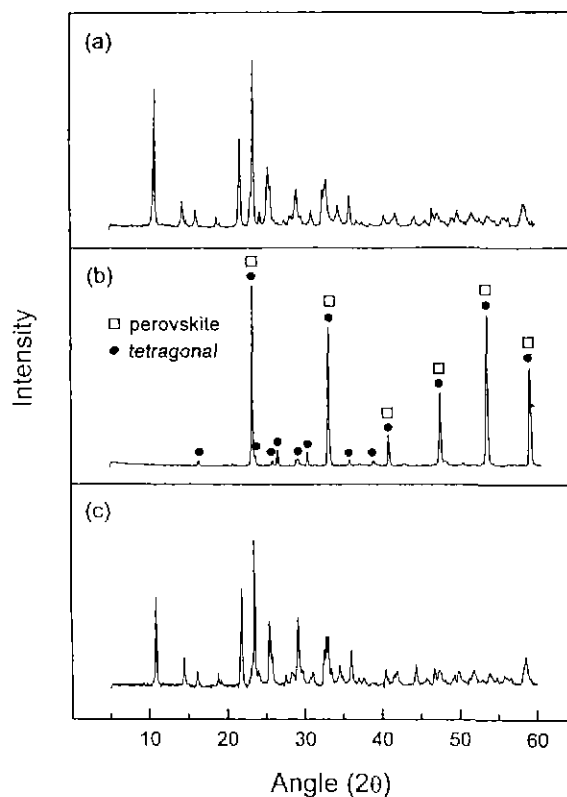 (a)
(b)
□ perovskite
● tetragonal
(c)
Intensity
10 20 30 40 50 60
Angle (2θ)